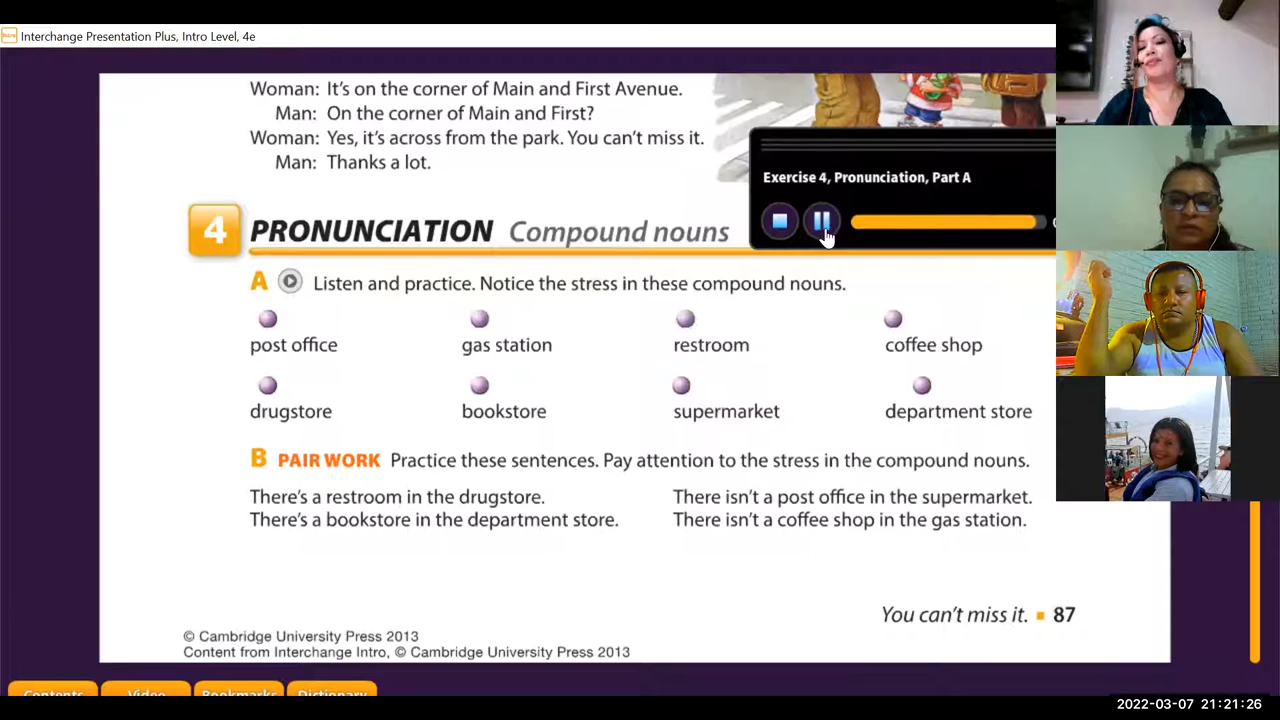 Interchange Presentation Plus, Intro Level, 4e
Woman: It's on the corner of Main and First Avenue.
Man: On the corner of Main and First?
Woman: Yes, it's across from the park. You can't miss it.
Man: Thanks a lot.
Exercise 4, Pronunciation, Part A
4 PRONUNCIATION Compound nouns
A Listen and practice. Notice the stress in these compound nouns.
post office gas station restroom coffee shop
drugstore bookstore supermarket department store
B PAIR WORK Practice these sentences. Pay attention to the stress in the compound nouns.
There's a restroom in the drugstore. There isn't a post office in the supermarket.
There's a bookstore in the department store. There isn't a coffee shop in the gas station.
You can't miss it. ■ 87
© Cambridge University Press 2013
Content from Interchange Intro, © Cambridge University Press 2013
Contents Video Bookmarks Dictionary
2022-03-07 21:21:26